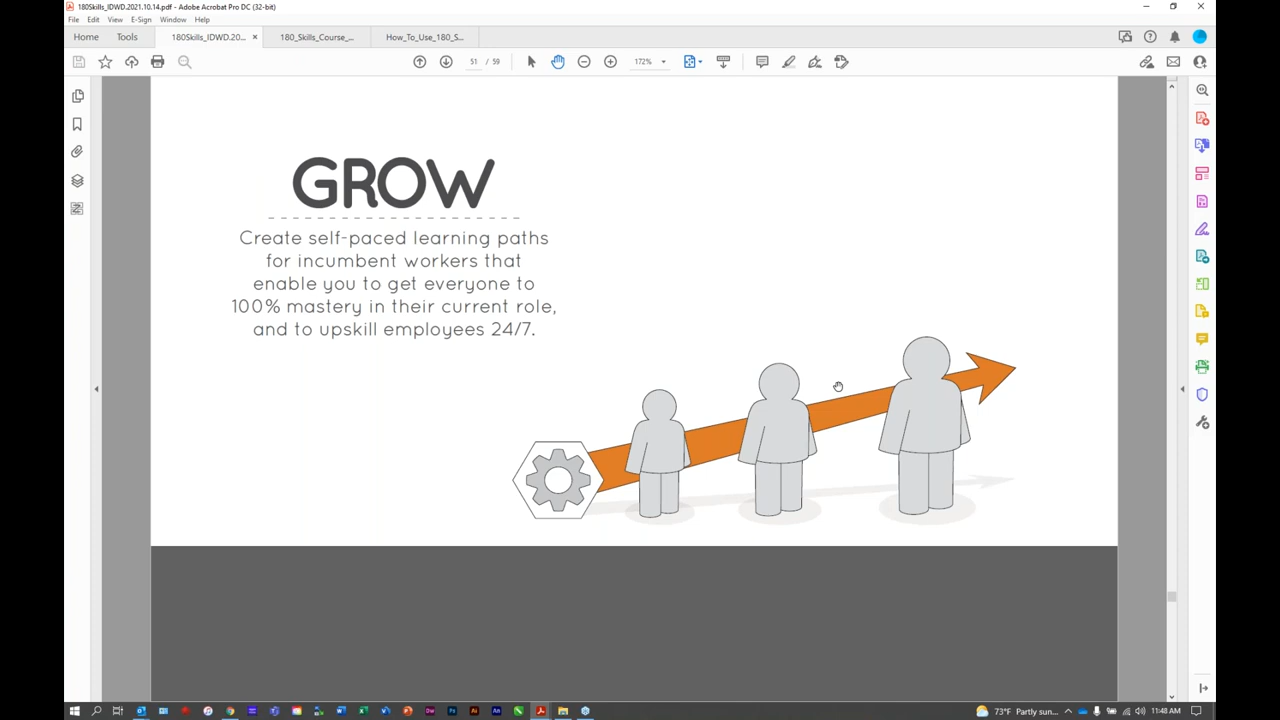 180Skills_IDWD.2021.10.14.pdf - Adobe Acrobat Pro DC (32-bit)
File Edit View E-Sign Window Help
Home Tools 180Skills_IDWD.20... × 180_Skills_Course_... How_To_Use_180_S...
51 / 59 172%
GROW
Create self-paced learning paths
for incumbent workers that
enable you to get everyone to
100% mastery in their current role,
and to upskill employees 24/7.
73°F Partly sun... 11:48 AM